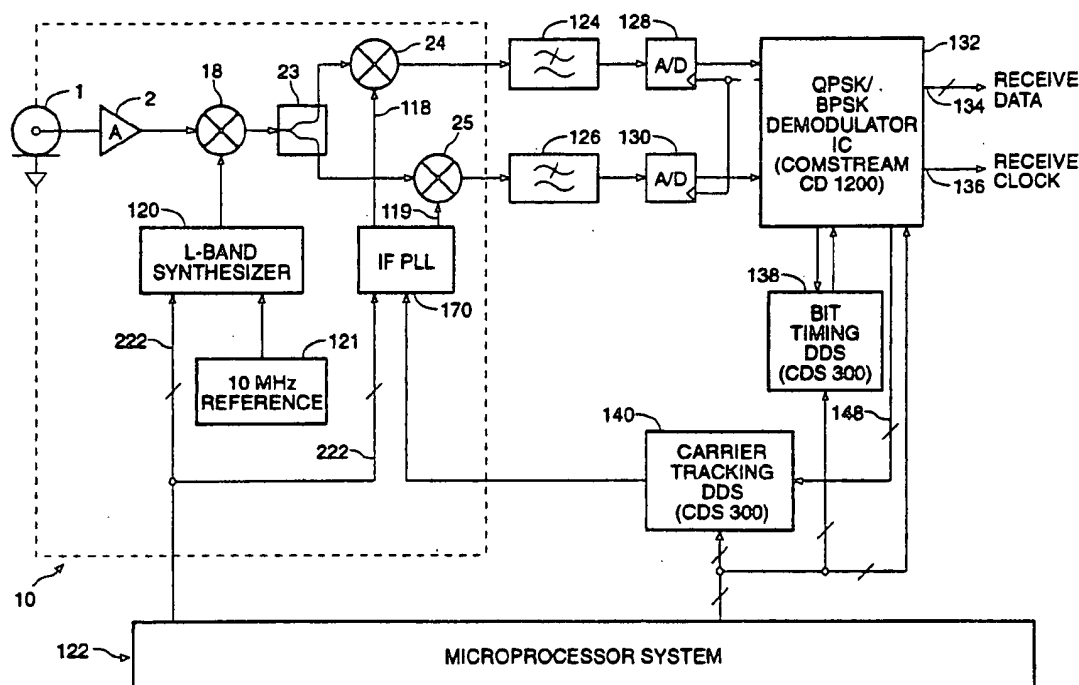 124
128
132
24
1
2
18
23
118
A
A/D
QPSK/
BPSK
DEMODULATOR
IC
(COMSTREAM
CD 1200)
134
RECEIVE
DATA
25
126
130
A/D
136
RECEIVE
CLOCK
120
119
L-BAND
SYNTHESIZER
IF PLL
170
138
BIT
TIMING
DDS
(CDS 300)
222
121
10 MHz
REFERENCE
222
140
148
CARRIER
TRACKING
DDS
(CDS 300)
10
122
MICROPROCESSOR SYSTEM